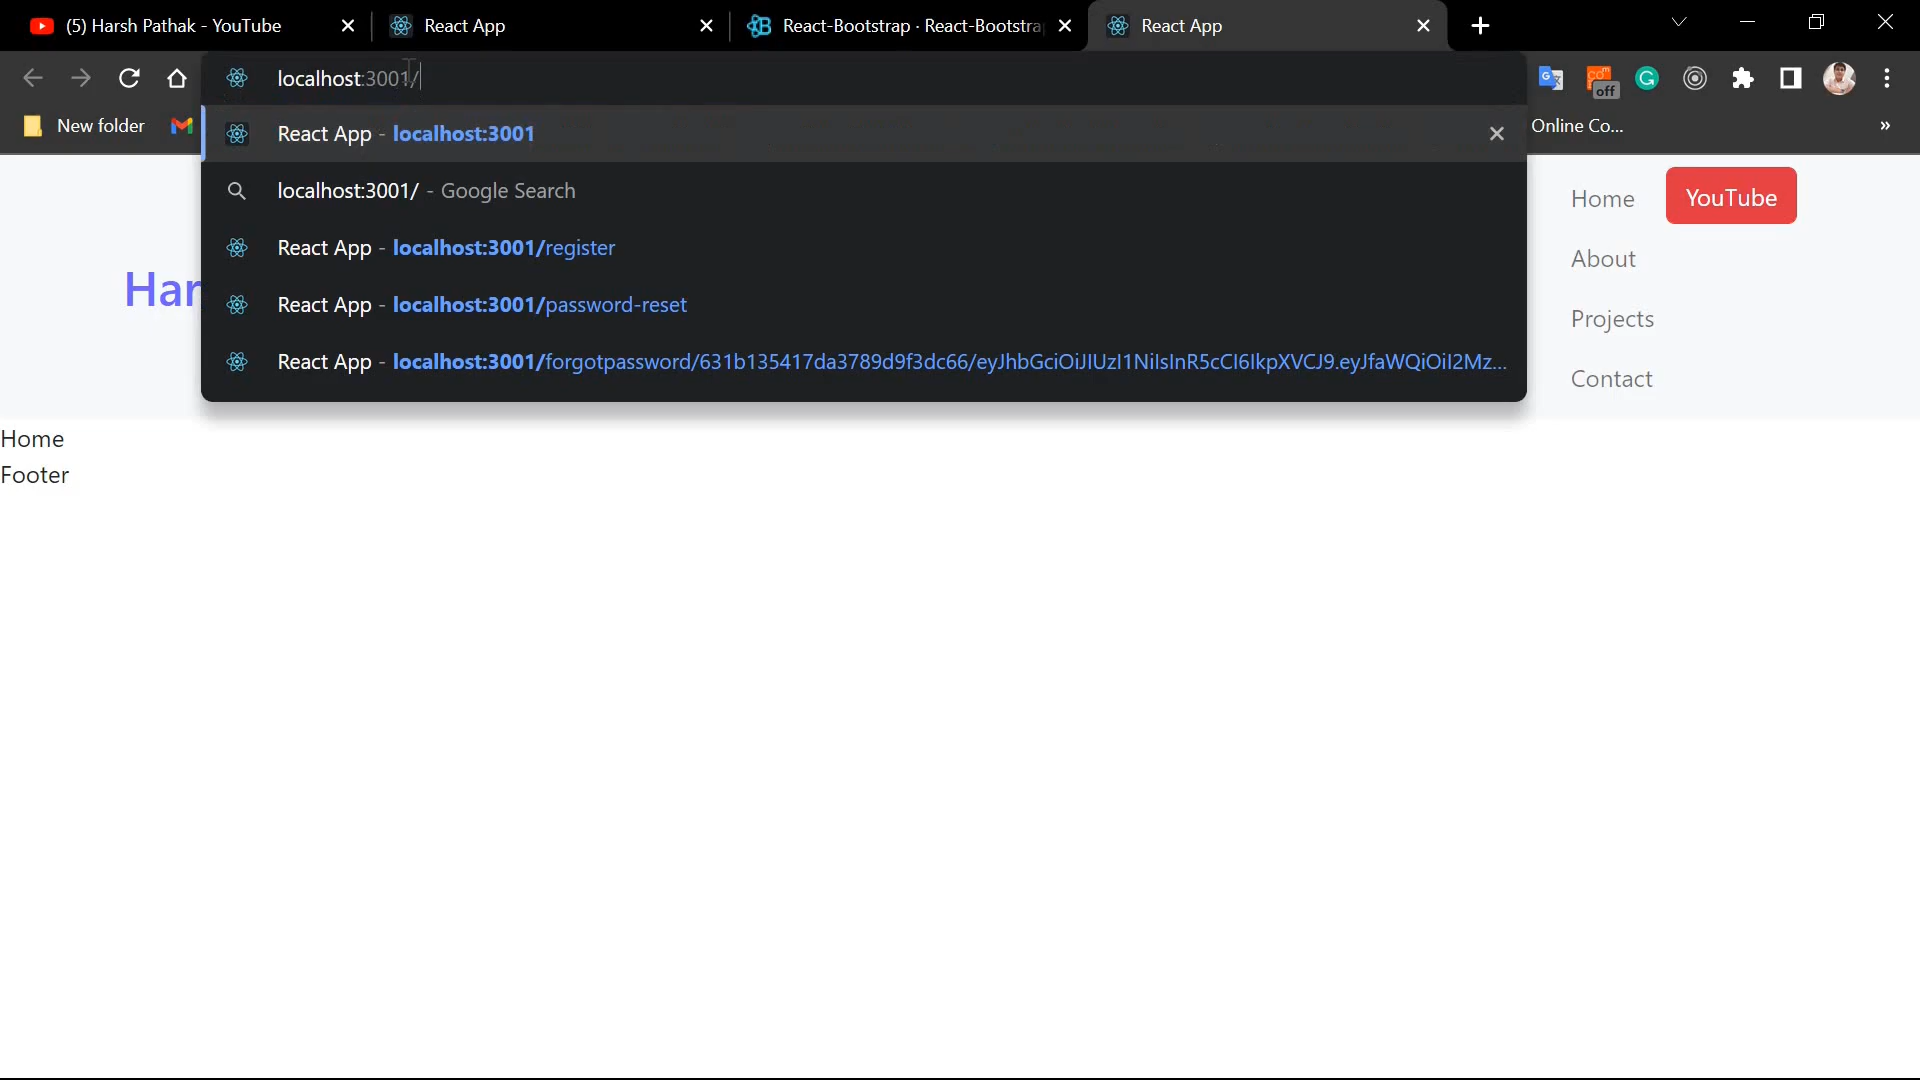 (5) Harsh Pathak - YouTube
React App
React-Bootstrap · React-Bootstra
React App
localhost:3001/
off
New folder
Online Co...
»
React App - localhost:3001
localhost:3001/ - Google Search
React App - localhost:3001/register
React App - localhost:3001/password-reset
React App - localhost:3001/forgotpassword/631b135417da3789d9f3dc66/eyJhbGciOiJIUzI1NiIsInR5cCI6IkpXVCJ9.eyJfaWQiOiI2Mz...
Har
Home
YouTube
About
Projects
Contact
Home
Footer